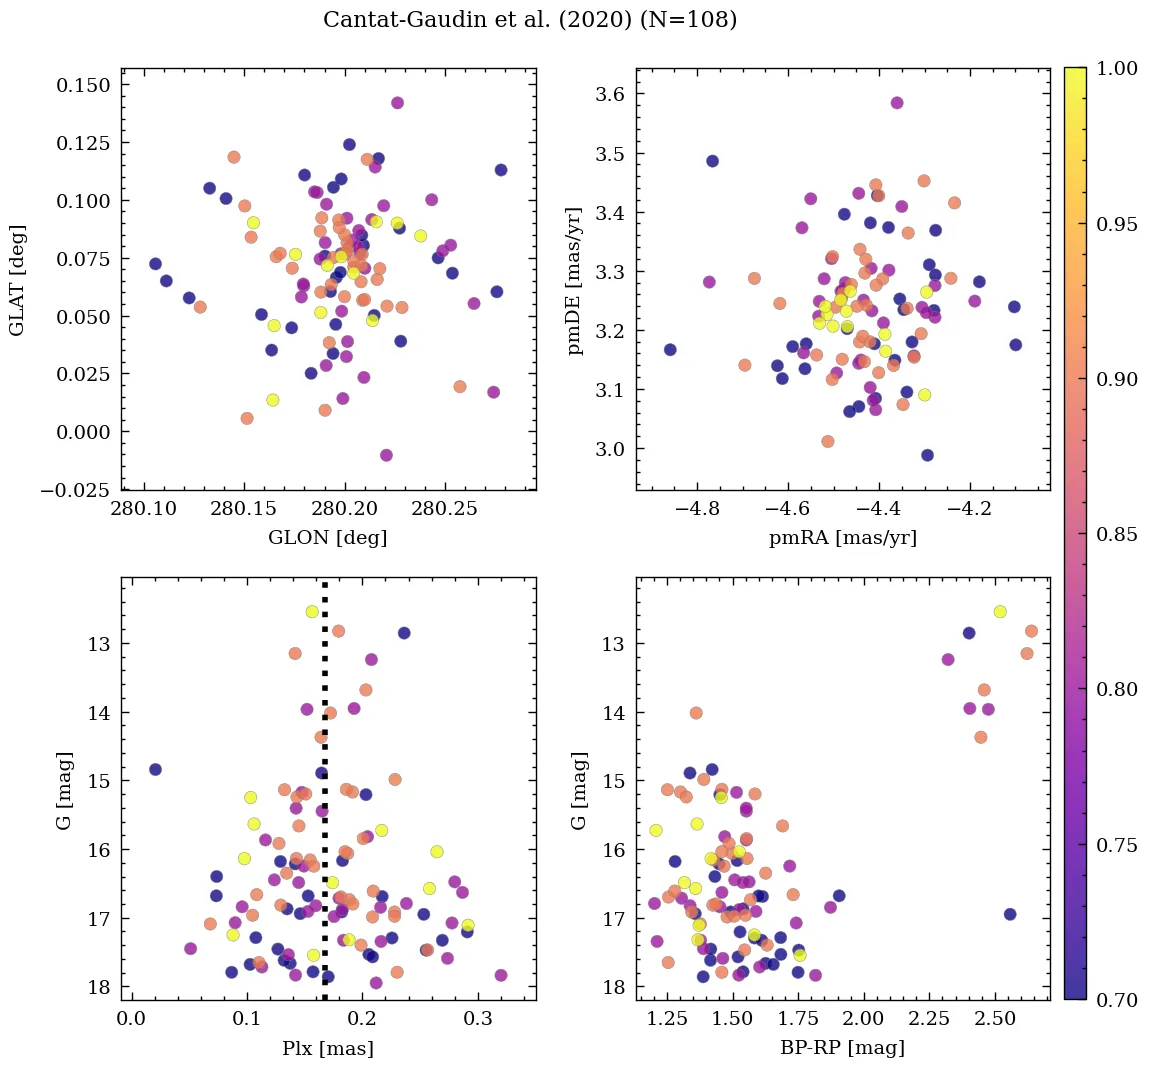 Cantat-Gaudin et al. (2020) (N=108)
0.150
0.125
0.100
0.075
0.050
0.025
0.000
−0.025
GLAT [deg]
280.10 280.15 280.20 280.25
GLON [deg]
3.6
3.5
3.4
3.3
3.2
3.1
3.0
pmDE [mas/yr]
−4.8 −4.6 −4.4 −4.2
pmRA [mas/yr]
13
14
15
16
17
18
G [mag]
0.0 0.1 0.2 0.3
Plx [mas]
13
14
15
16
17
18
G [mag]
1.25 1.50 1.75 2.00 2.25 2.50
BP-RP [mag]
1.00
0.95
0.90
0.85
0.80
0.75
0.70